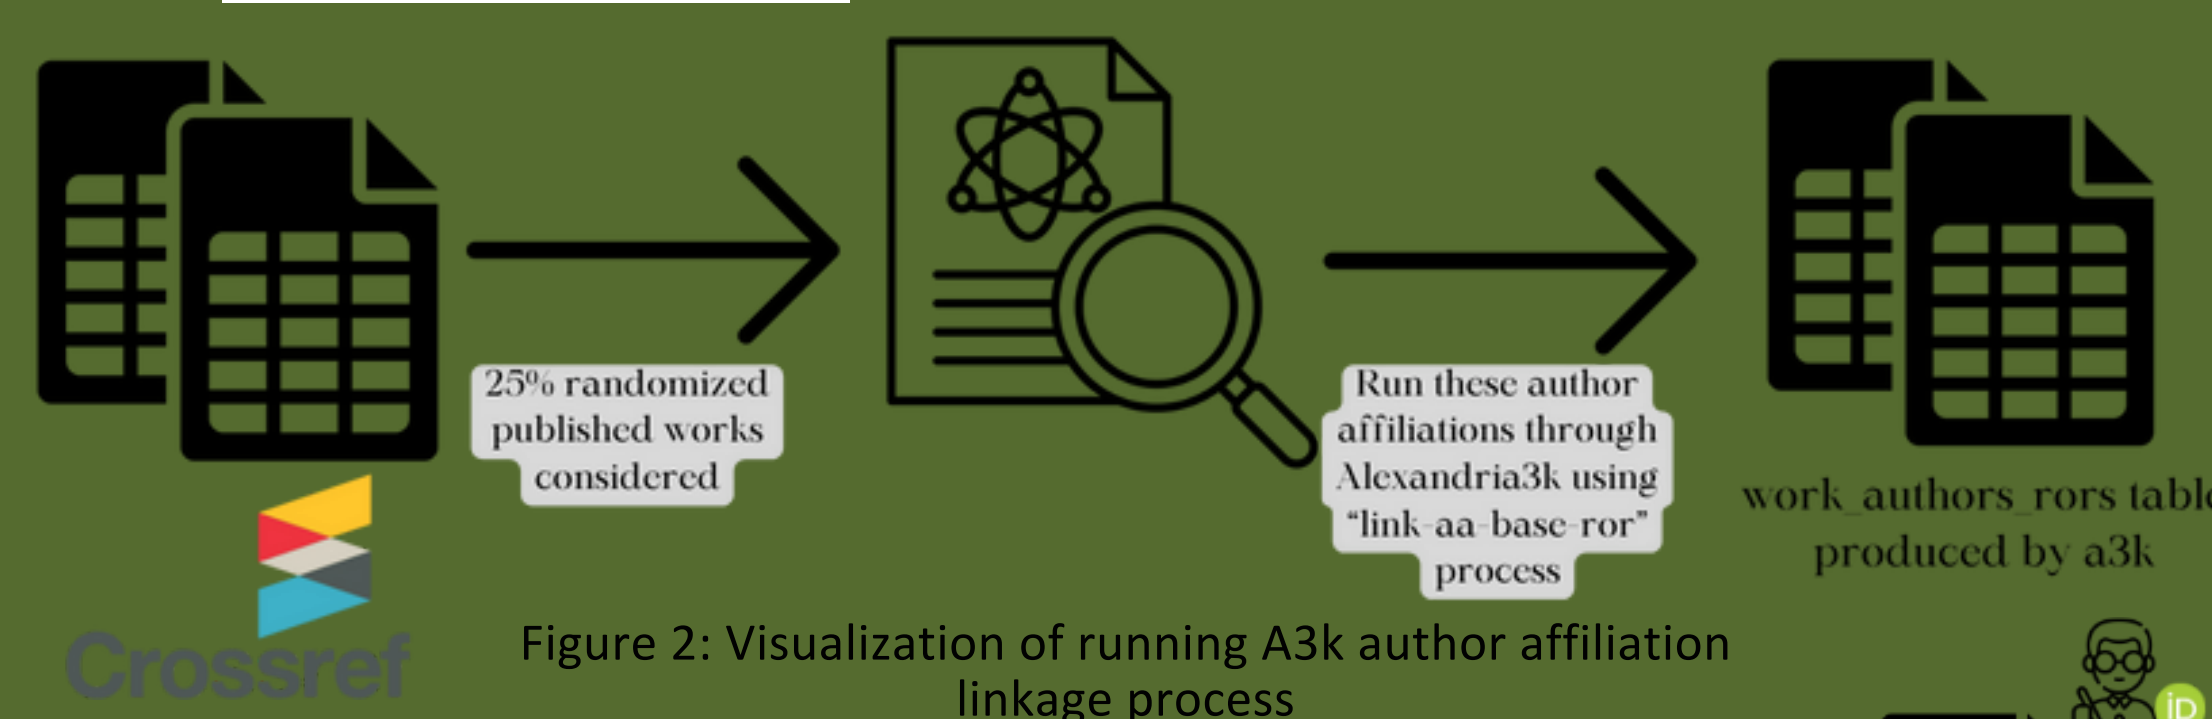 25% randomized
published works
considered
Run these author
affiliations through
Alexandria3k using
“link-aa-base-ror”
process
work_authors_rors tabl
produced by a3k
Crossref
Figure 2: Visualization of running A3k author affiliation
linkage process
iD